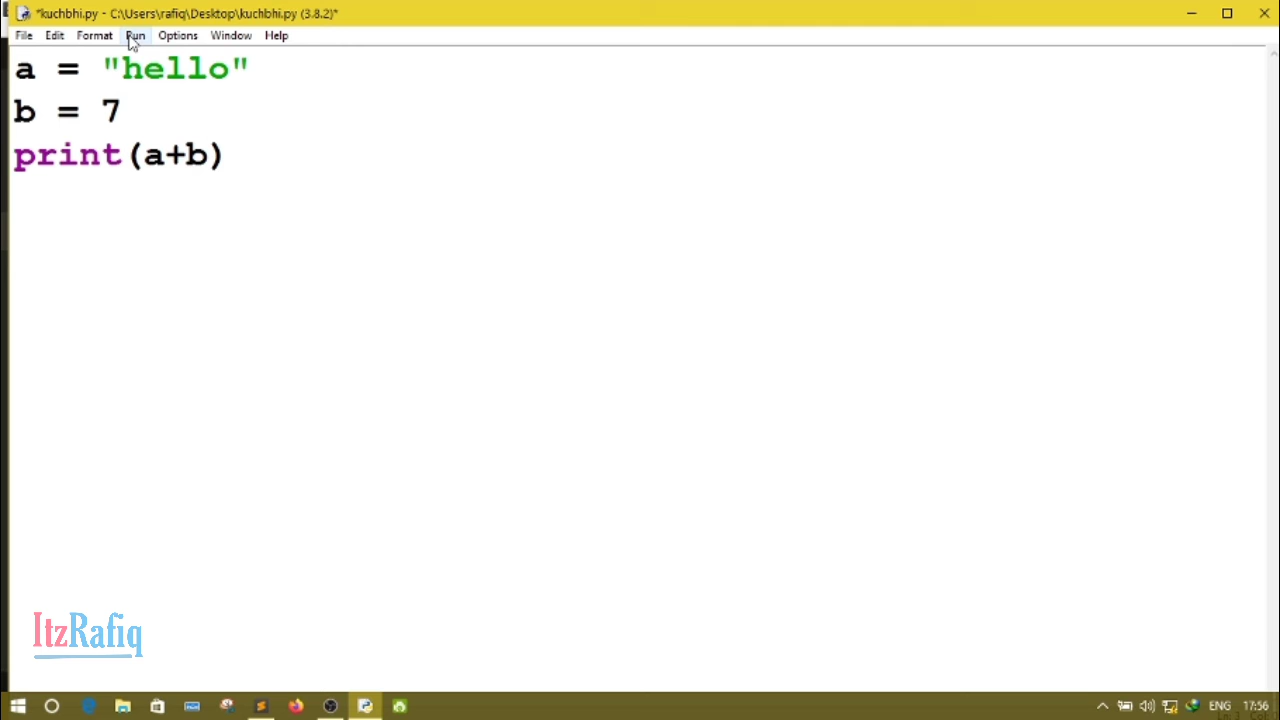 *kuchbhi.py - C:\Users\rafiq\Desktop\kuchbhi.py (3.8.2)*
File Edit Format Run Options Window Help
a = "hello"
b = 7
print(a+b)
ItzRafiq
ENG 17:56